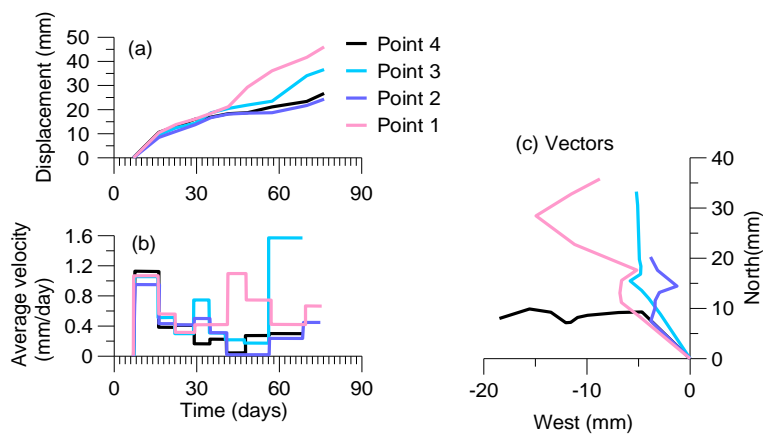 (a)
Displacement (mm)
50
40
30
20
10
0
0
30
60
90
Point 4
Point 3
Point 2
Point 1
(b)
Average velocity
(mm/day)
1.6
1.2
0.8
0.4
0
0
30
60
90
Time (days)
(c) Vectors
40
30
20
10
0
North(mm)
-20
-10
0
West (mm)